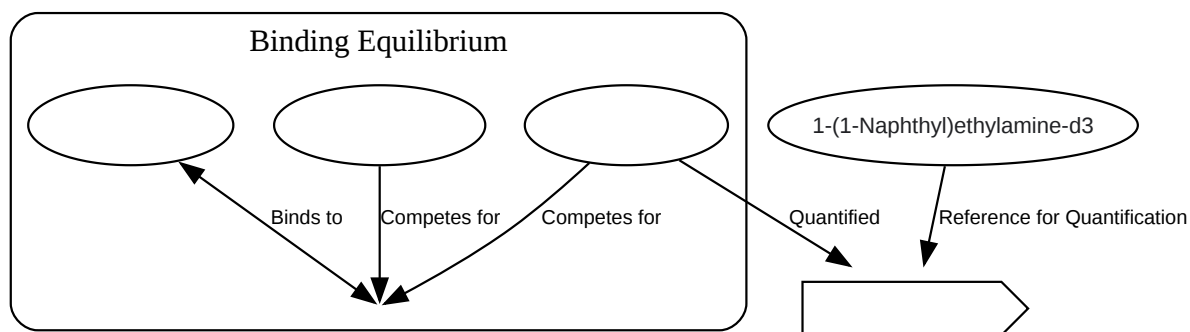 Binding Equilibrium
1-(1-Naphthyl)ethylamine-d3
Binds to
Competes for
Competes for
Quantified
Reference for Quantification